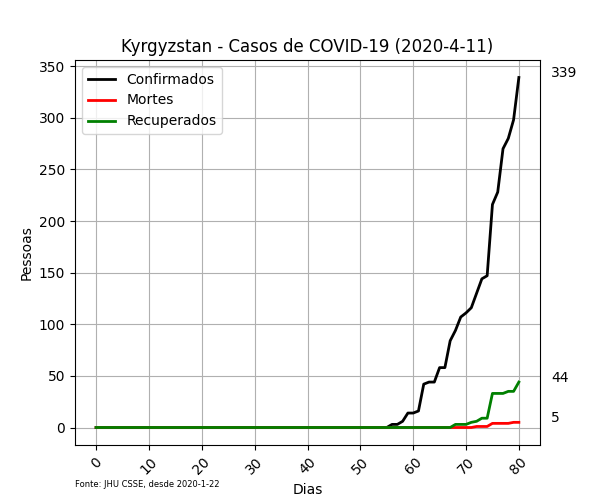 Kyrgyzstan - Casos de COVID-19 (2020-4-11)
Confirmados
Mortes
Recuperados
350
300
250
200
150
100
50
0
Pessoas
339
44
5
0 10 20 30 40 50 60 70 80
Dias
Fonte: JHU CSSE, desde 2020-1-22